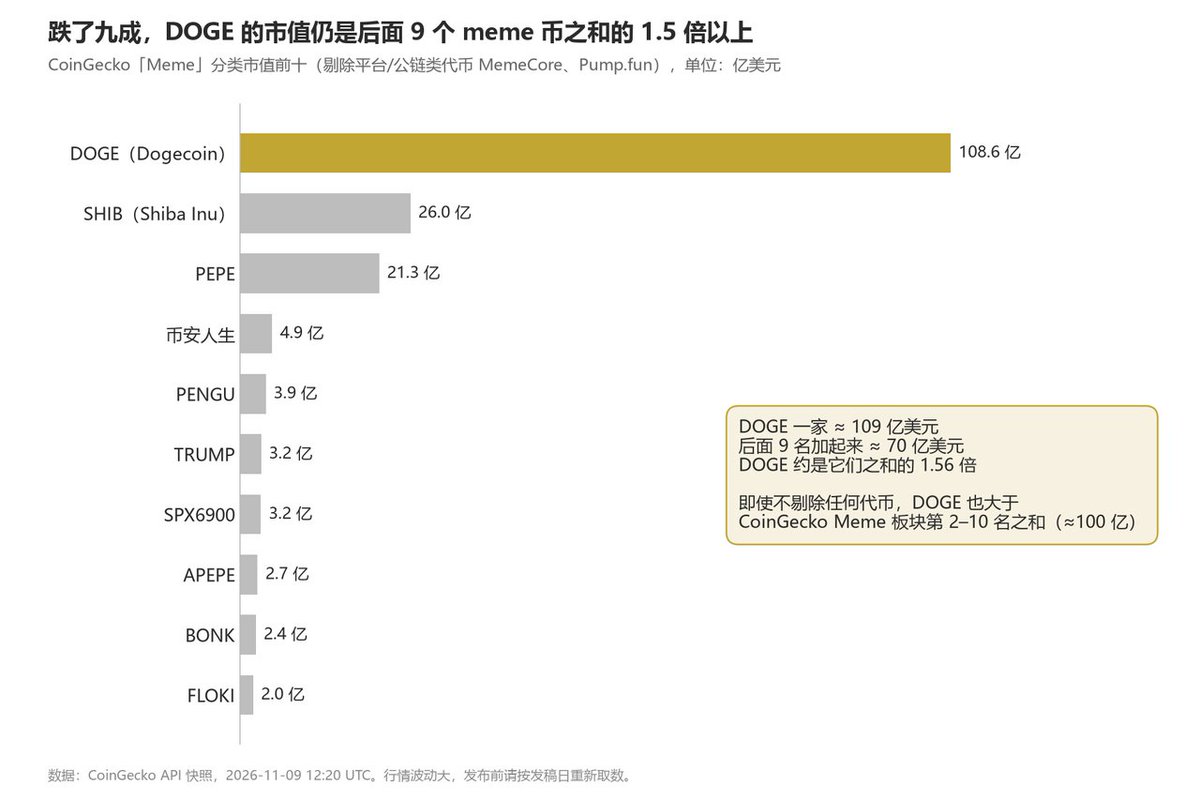 跌了九成，DOGE 的市值仍是后面 9 个 meme 币之和的 1.5 倍以上
CoinGecko「Meme」分类市值前十（剔除平台/公链类代币 MemeCore、Pump.fun），单位：亿美元
DOGE（Dogecoin） 108.6 亿
SHIB（Shiba Inu） 26.0 亿
PEPE 21.3 亿
币安人生 4.9 亿
PENGU 3.9 亿
TRUMP 3.2 亿
SPX6900 3.2 亿
APEPE 2.7 亿
BONK 2.4 亿
FLOKI 2.0 亿
DOGE 一家 ≈ 109 亿美元
后面 9 名加起来 ≈ 70 亿美元
DOGE 约是它们之和的 1.56 倍
即使不剔除任何代币，DOGE 也大于
CoinGecko Meme 板块第 2–10 名之和（≈100 亿）
数据：CoinGecko API 快照，2026-11-09 12:20 UTC。行情波动大，发布前请按发稿日重新取数。